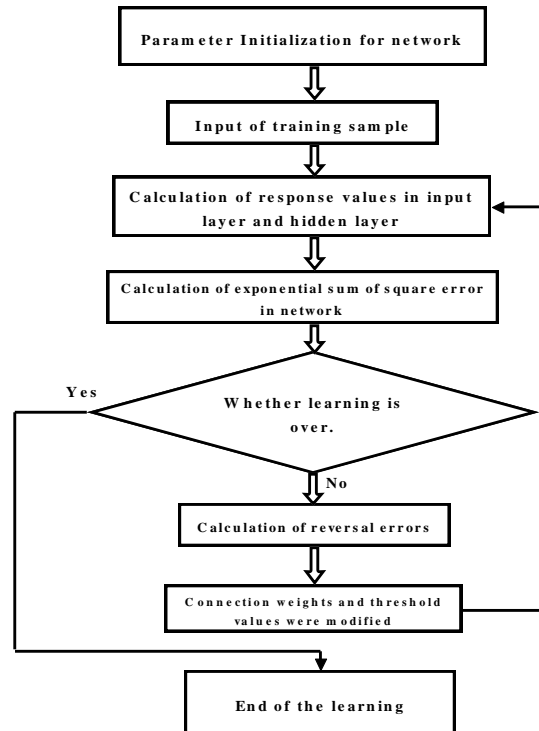 Parameter Initialization for network
Input of training sample
Calculation of response values in input
layer and hidden layer
Calculation of exponential sum of square error
in network
Yes
Whether learning is
over.
No
Calculation of reversal errors
Connection weights and threshold
values were modified
End of the learning